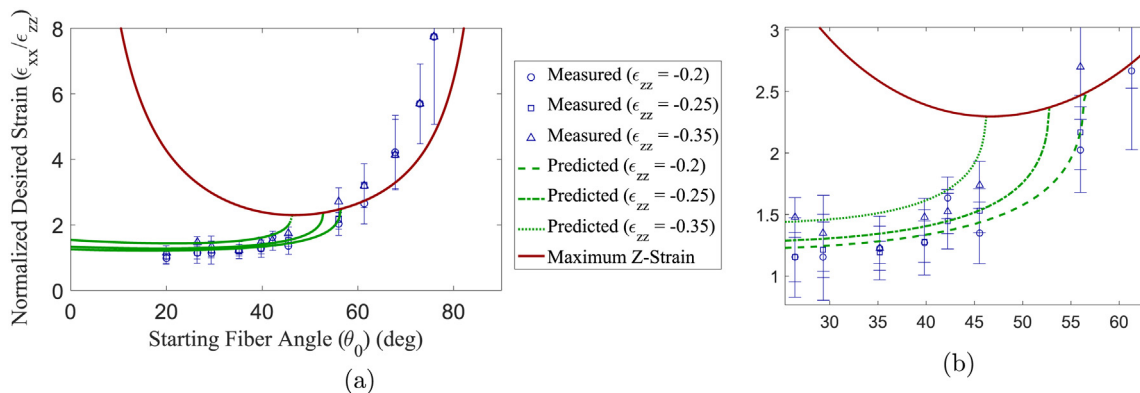 Normalized Desired Strain (ϵxx/ϵzz)
8
6
4
2
0
0 20 40 60 80
Starting Fiber Angle (θ0) (deg)
(a)
Measured (ϵzz = -0.2)
Measured (ϵzz = -0.25)
Measured (ϵzz = -0.35)
Predicted (ϵzz = -0.2)
Predicted (ϵzz = -0.25)
Predicted (ϵzz = -0.35)
Maximum Z-Strain
3
2.5
2
1.5
1
30 35 40 45 50 55 60
(b)